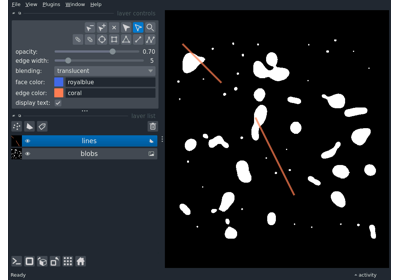 File View Plugins Window Help
layer controls
opacity: 0.70
edge width: 5
blending: translucent
face color: royalblue
edge color: coral
display text:
layer list
lines
blobs
Ready
activity